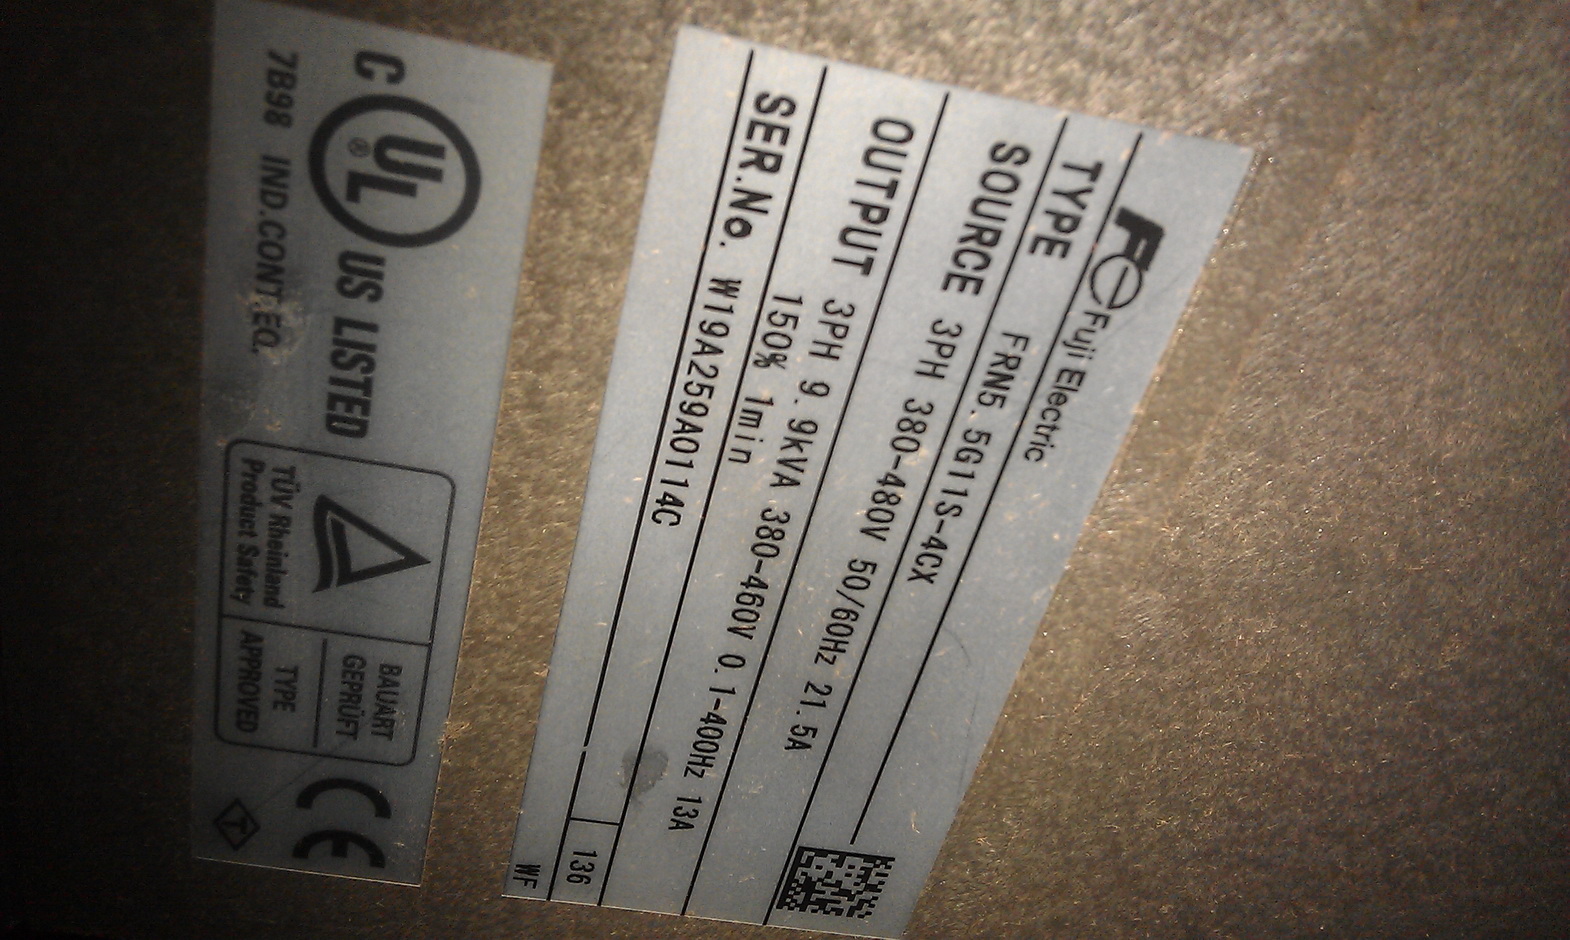 Fe Fuji Electric
TYPE FRN5.5G11S-4CX
SOURCE 3PH 380-480V 50/60Hz 21.5A
OUTPUT 3PH 9.9kVA 380-460V 0.1-400Hz 13A
150% 1min
SER.No. W19A259A0114C
136
WF
C UL® US LISTED
7B98 IND.CONT.EQ.
TÜV Rheinland
Product Safety
BAUART
GEPRÜFT
TYPE
APPROVED
CE
T